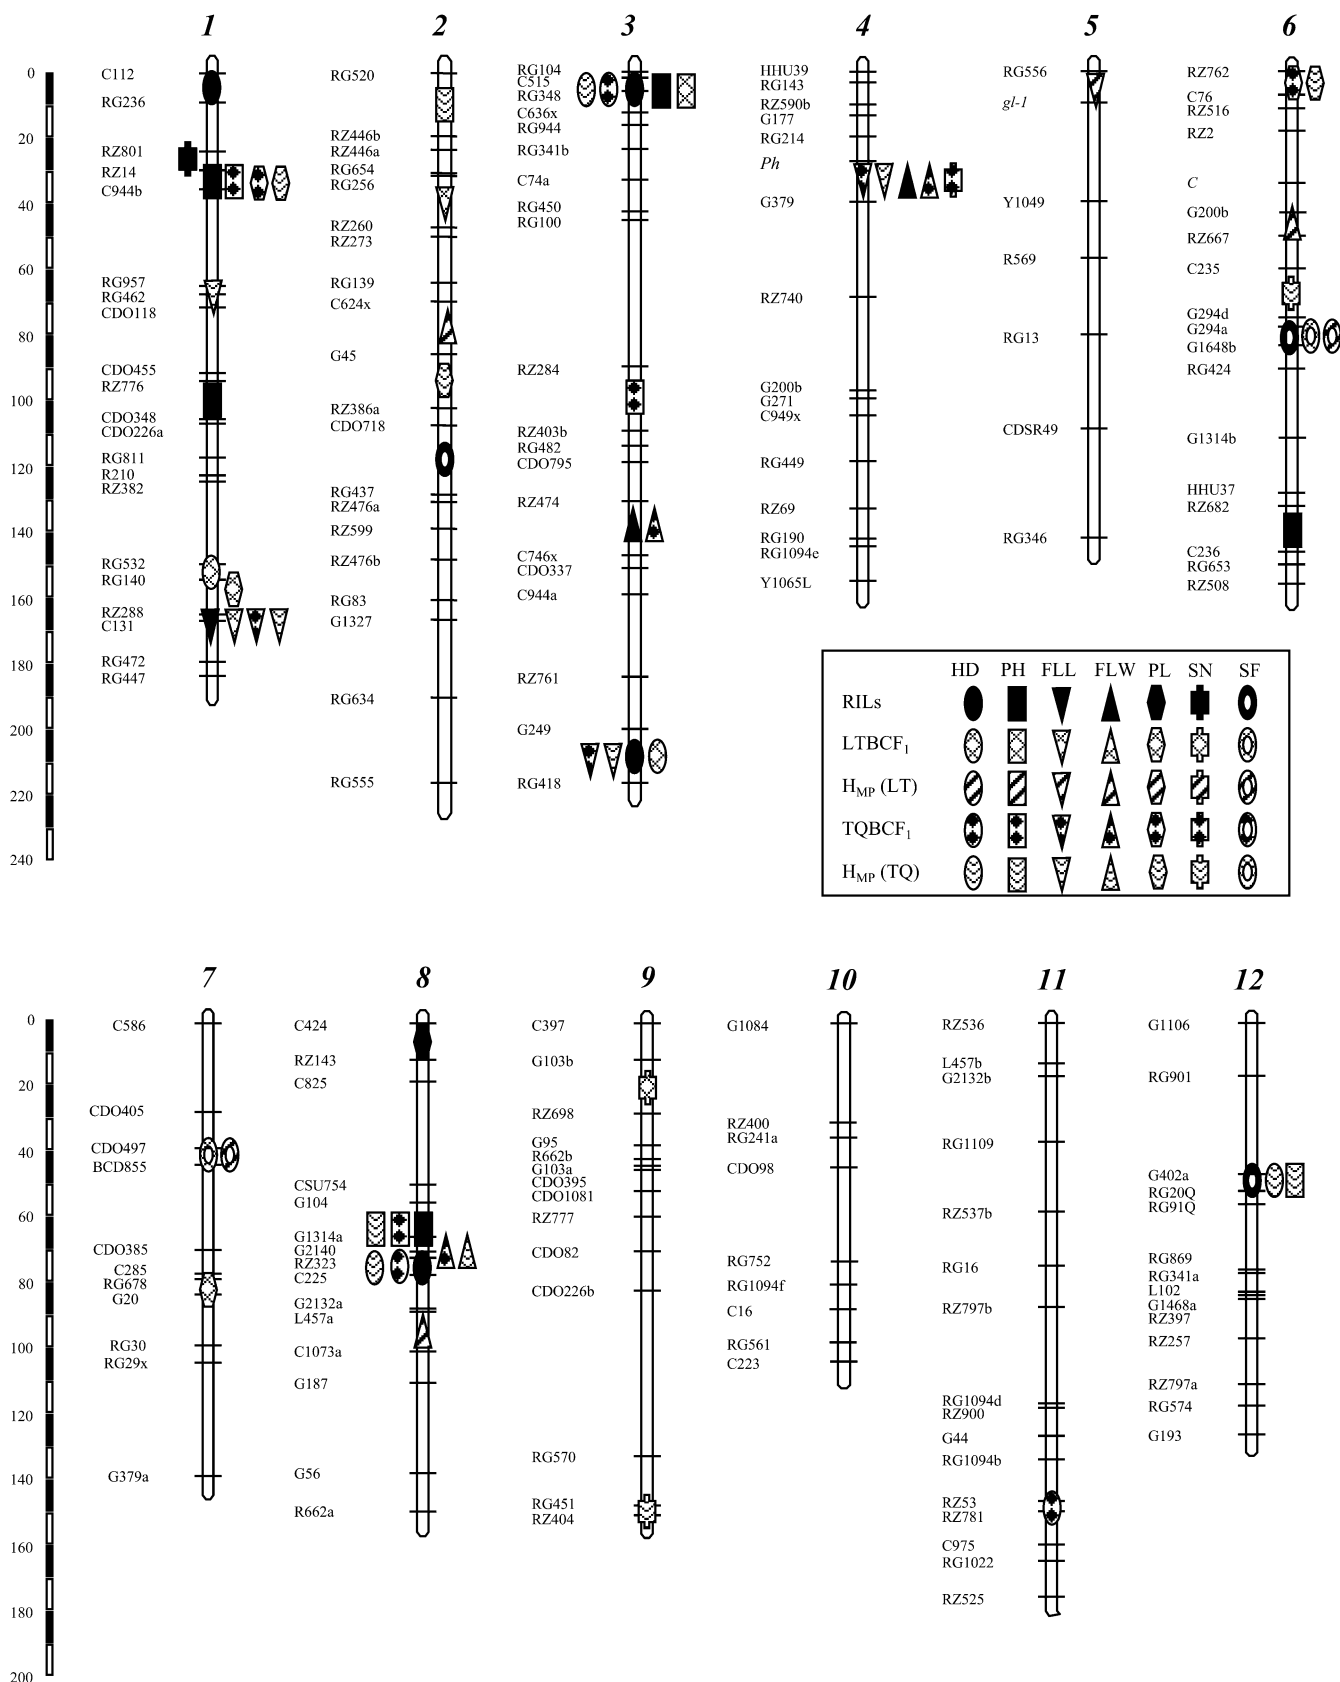 1 2 3 4 5 6
0
20
40
60
80
100
120
140
160
180
200
220
240
C112
RG236
RZ801
RZ14
C944b
RG957
RG462
CDO118
CDO455
RZ776
CDO348
CDO226a
RG811
R210
RZ382
RG532
RG140
RZ288
C131
RG472
RG447
RG520
RZ446b
RZ446a
RG654
RG256
RZ260
RZ273
RG139
C624x
G45
RZ386a
CDO718
RG437
RZ476a
RZ599
RZ476b
RG83
G1327
RG634
RG555
RG104
C515
RG348
C636x
RG944
RG341b
C74a
RG450
RG100
RZ284
RZ403b
RG482
CDO795
RZ474
C746x
CDO337
C944a
RZ761
G249
RG418
HHU39
RG143
RZ590b
G177
RG214
Ph
G379
RZ740
G200b
G271
C949x
RG449
RZ69
RG190
RG1094e
Y1065L
RG556
gl-1
Y1049
R569
RG13
CDSR49
RG346
RZ762
C76
RZ516
RZ2
C
G200b
RZ667
C235
G294d
G294a
G1648b
RG424
G1314b
HHU37
RZ682
C236
RG653
RZ508
HD PH FLL FLW PL SN SF
RILs
LTBCF1
HMP (LT)
TQBCF1
HMP (TQ)
7 8 9 10 11 12
0
20
40
60
80
100
120
140
160
180
200
C586
CDO405
CDO497
BCD855
CDO385
C285
RG678
G20
RG30
RG29x
G379a
C424
RZ143
C825
CSU754
G104
G1314a
G2140
RZ323
C225
G2132a
L457a
C1073a
G187
G56
R662a
C397
G103b
RZ698
G95
R662b
G103a
CDO395
CDO1081
RZ777
CDO82
CDO226b
RG570
RG451
RZ404
G1084
RZ400
RG241a
CDO98
RG752
RG1094f
C16
RG561
C223
RZ536
L457b
G2132b
RG1109
RZ537b
RG16
RZ797b
RG1094d
RZ900
G44
RG1094b
RZ53
RZ781
C975
RG1022
RZ525
G1106
RG901
G402a
RG20Q
RG91Q
RG869
RG341a
L102
G1468a
RZ397
RZ257
RZ797a
RG574
G193